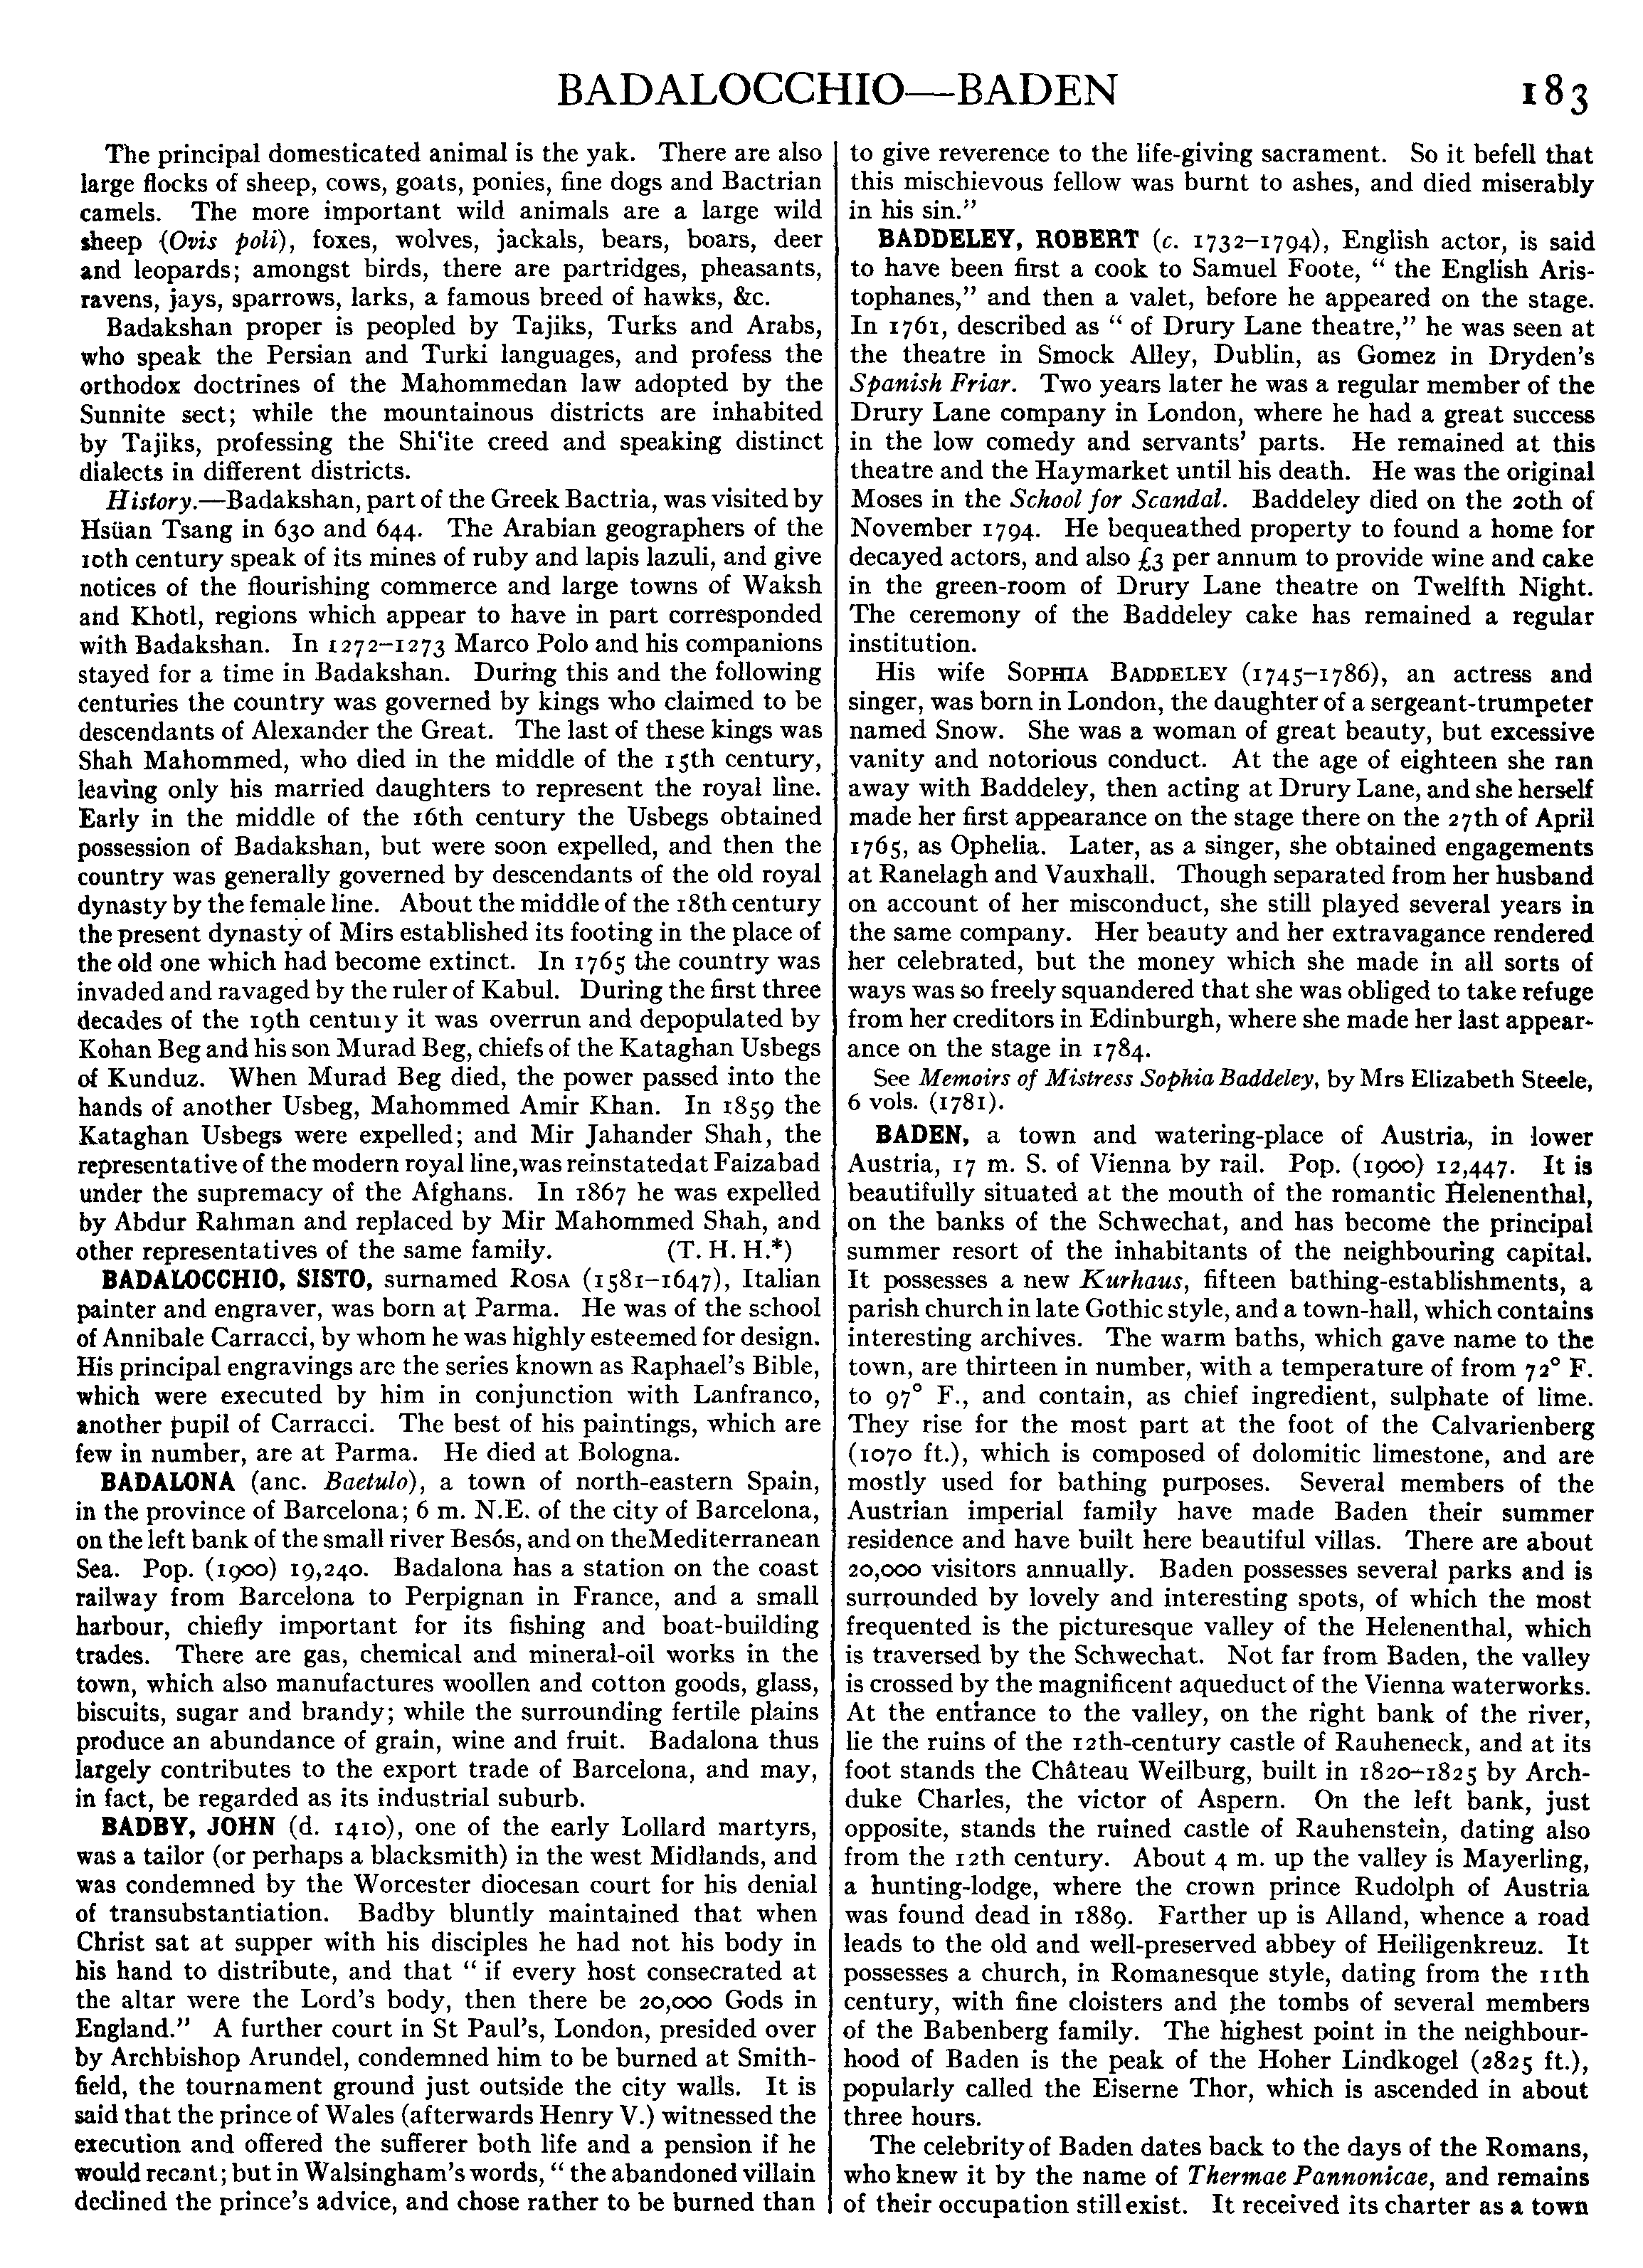 BADALOCCHIO—BADEN
183
The principal domesticated animal is the yak. There are also
large flocks of sheep, cows, goats, ponies, fine dogs and Bactrian
camels. The more important wild animals are a large wild
sheep (Ovis poli), foxes, wolves, jackals, bears, boars, deer
and leopards; amongst birds, there are partridges, pheasants,
ravens, jays, sparrows, larks, a famous breed of hawks, &c.
Badakshan proper is peopled by Tajiks, Turks and Arabs,
who speak the Persian and Turki languages, and profess the
orthodox doctrines of the Mahommedan law adopted by the
Sunnite sect; while the mountainous districts are inhabited
by Tajiks, professing the Shi‘ite creed and speaking distinct
dialects in different districts.
History.—Badakshan, part of the Greek Bactria, was visited by
Hsüan Tsang in 630 and 644. The Arabian geographers of the
10th century speak of its mines of ruby and lapis lazuli, and give
notices of the flourishing commerce and large towns of Waksh
and Khotl, regions which appear to have in part corresponded
with Badakshan. In 1272–1273 Marco Polo and his companions
stayed for a time in Badakshan. During this and the following
centuries the country was governed by kings who claimed to be
descendants of Alexander the Great. The last of these kings was
Shah Mahommed, who died in the middle of the 15th century,
leaving only his married daughters to represent the royal line.
Early in the middle of the 16th century the Usbegs obtained
possession of Badakshan, but were soon expelled, and then the
country was generally governed by descendants of the old royal
dynasty by the female line. About the middle of the 18th century
the present dynasty of Mirs established its footing in the place of
the old one which had become extinct. In 1765 the country was
invaded and ravaged by the ruler of Kabul. During the first three
decades of the 19th century it was overrun and depopulated by
Kohan Beg and his son Murad Beg, chiefs of the Kataghan Usbegs
of Kunduz. When Murad Beg died, the power passed into the
hands of another Usbeg, Mahommed Amir Khan. In 1859 the
Kataghan Usbegs were expelled; and Mir Jahander Shah, the
representative of the modern royal line, was reinstated at Faizabad
under the supremacy of the Afghans. In 1867 he was expelled
by Abdur Rahman and replaced by Mir Mahommed Shah, and
other representatives of the same family. (T. H. H.*)
BADALOCCHIO, SISTO, surnamed ROSA (1581–1647), Italian
painter and engraver, was born at Parma. He was of the school
of Annibale Carracci, by whom he was highly esteemed for design.
His principal engravings are the series known as Raphael's Bible,
which were executed by him in conjunction with Lanfranco,
another pupil of Carracci. The best of his paintings, which are
few in number, are at Parma. He died at Bologna.
BADALONA (anc. Baetulo), a town of north-eastern Spain,
in the province of Barcelona; 6 m. N.E. of the city of Barcelona,
on the left bank of the small river Besós, and on the Mediterranean
Sea. Pop. (1900) 19,240. Badalona has a station on the coast
railway from Barcelona to Perpignan in France, and a small
harbour, chiefly important for its fishing and boat-building
trades. There are gas, chemical and mineral-oil works in the
town, which also manufactures woollen and cotton goods, glass,
biscuits, sugar and brandy; while the surrounding fertile plains
produce an abundance of grain, wine and fruit. Badalona thus
largely contributes to the export trade of Barcelona, and may,
in fact, be regarded as its industrial suburb.
BADBY, JOHN (d. 1410), one of the early Lollard martyrs,
was a tailor (or perhaps a blacksmith) in the west Midlands, and
was condemned by the Worcester diocesan court for his denial
of transubstantiation. Badby bluntly maintained that when
Christ sat at supper with his disciples he had not his body in
his hand to distribute, and that “ if every host consecrated at
the altar were the Lord's body, then there be 20,000 Gods in
England.” A further court in St Paul's, London, presided over
by Archbishop Arundel, condemned him to be burned at Smith-
field, the tournament ground just outside the city walls. It is
said that the prince of Wales (afterwards Henry V.) witnessed the
execution and offered the sufferer both life and a pension if he
would recant; but in Walsingham's words, “ the abandoned villain
declined the prince's advice, and chose rather to be burned than
to give reverence to the life-giving sacrament. So it befell that
this mischievous fellow was burnt to ashes, and died miserably
in his sin.”
BADDELEY, ROBERT (c. 1732–1794), English actor, is said
to have been first a cook to Samuel Foote, “ the English Aris-
tophanes,” and then a valet, before he appeared on the stage.
In 1761, described as “ of Drury Lane theatre,” he was seen at
the theatre in Smock Alley, Dublin, as Gomez in Dryden's
Spanish Friar. Two years later he was a regular member of the
Drury Lane company in London, where he had a great success
in the low comedy and servants' parts. He remained at this
theatre and the Haymarket until his death. He was the original
Moses in the School for Scandal. Baddeley died on the 20th of
November 1794. He bequeathed property to found a home for
decayed actors, and also £3 per annum to provide wine and cake
in the green-room of Drury Lane theatre on Twelfth Night.
The ceremony of the Baddeley cake has remained a regular
institution.
His wife SOPHIA BADDELEY (1745–1786), an actress and
singer, was born in London, the daughter of a sergeant-trumpeter
named Snow. She was a woman of great beauty, but excessive
vanity and notorious conduct. At the age of eighteen she ran
away with Baddeley, then acting at Drury Lane, and she herself
made her first appearance on the stage there on the 27th of April
1765, as Ophelia. Later, as a singer, she obtained engagements
at Ranelagh and Vauxhall. Though separated from her husband
on account of her misconduct, she still played several years in
the same company. Her beauty and her extravagance rendered
her celebrated, but the money which she made in all sorts of
ways was so freely squandered that she was obliged to take refuge
from her creditors in Edinburgh, where she made her last appear-
ance on the stage in 1784.
See Memoirs of Mistress Sophia Baddeley, by Mrs Elizabeth Steele,
6 vols. (1781).
BADEN, a town and watering-place of Austria, in lower
Austria, 17 m. S. of Vienna by rail. Pop. (1900) 12,447. It is
beautifully situated at the mouth of the romantic Helenenthal,
on the banks of the Schwechat, and has become the principal
summer resort of the inhabitants of the neighbouring capital.
It possesses a new Kurhaus, fifteen bathing-establishments, a
parish church in late Gothic style, and a town-hall, which contains
interesting archives. The warm baths, which gave name to the
town, are thirteen in number, with a temperature of from 72° F.
to 97° F., and contain, as chief ingredient, sulphate of lime.
They rise for the most part at the foot of the Calvarienberg
(1070 ft.), which is composed of dolomitic limestone, and are
mostly used for bathing purposes. Several members of the
Austrian imperial family have made Baden their summer
residence and have built here beautiful villas. There are about
20,000 visitors annually. Baden possesses several parks and is
surrounded by lovely and interesting spots, of which the most
frequented is the picturesque valley of the Helenenthal, which
is traversed by the Schwechat. Not far from Baden, the valley
is crossed by the magnificent aqueduct of the Vienna waterworks.
At the entrance to the valley, on the right bank of the river,
lie the ruins of the 12th-century castle of Rauheneck, and at its
foot stands the Château Weilburg, built in 1820–1825 by Arch-
duke Charles, the victor of Aspern. On the left bank, just
opposite, stands the ruined castle of Rauhenstein, dating also
from the 12th century. About 4 m. up the valley is Mayerling,
a hunting-lodge, where the crown prince Rudolph of Austria
was found dead in 1889. Farther up is Alland, whence a road
leads to the old and well-preserved abbey of Heiligenkreuz. It
possesses a church, in Romanesque style, dating from the 11th
century, with fine cloisters and the tombs of several members
of the Babenberg family. The highest point in the neighbour-
hood of Baden is the peak of the Hoher Lindkogel (2825 ft.),
popularly called the Eiserne Thor, which is ascended in about
three hours.
The celebrity of Baden dates back to the days of the Romans,
who knew it by the name of Thermae Pannonicae, and remains
of their occupation still exist. It received its charter as a town